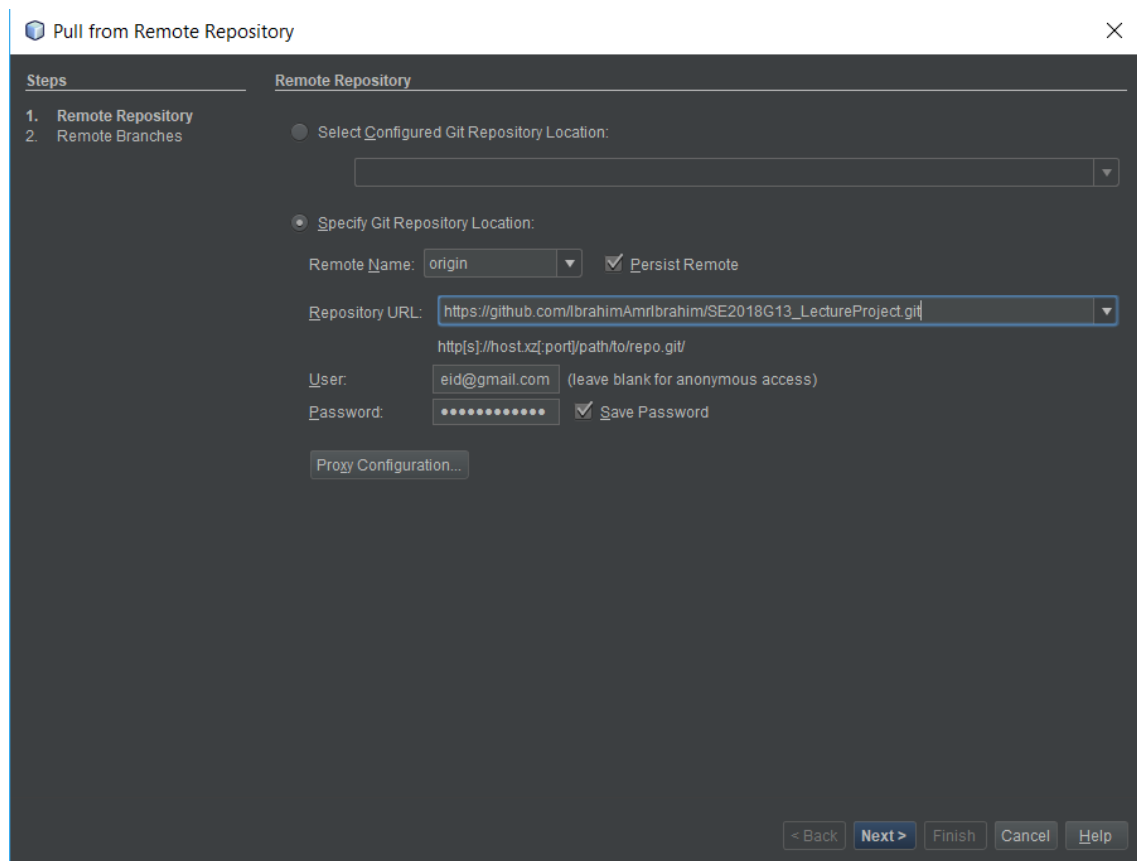 Pull from Remote Repository
Steps
1. Remote Repository
2. Remote Branches
Remote Repository
Select Configured Git Repository Location:
Specify Git Repository Location:
Remote Name: origin Persist Remote
Repository URL: https://github.com/IbrahimAmrIbrahim/SE2018G13_LectureProject.git
http[s]://host.xz[:port]/path/to/repo.git/
User: eid@gmail.com (leave blank for anonymous access)
Password: •••••••••••• Save Password
Proxy Configuration...
< Back Next > Finish Cancel Help